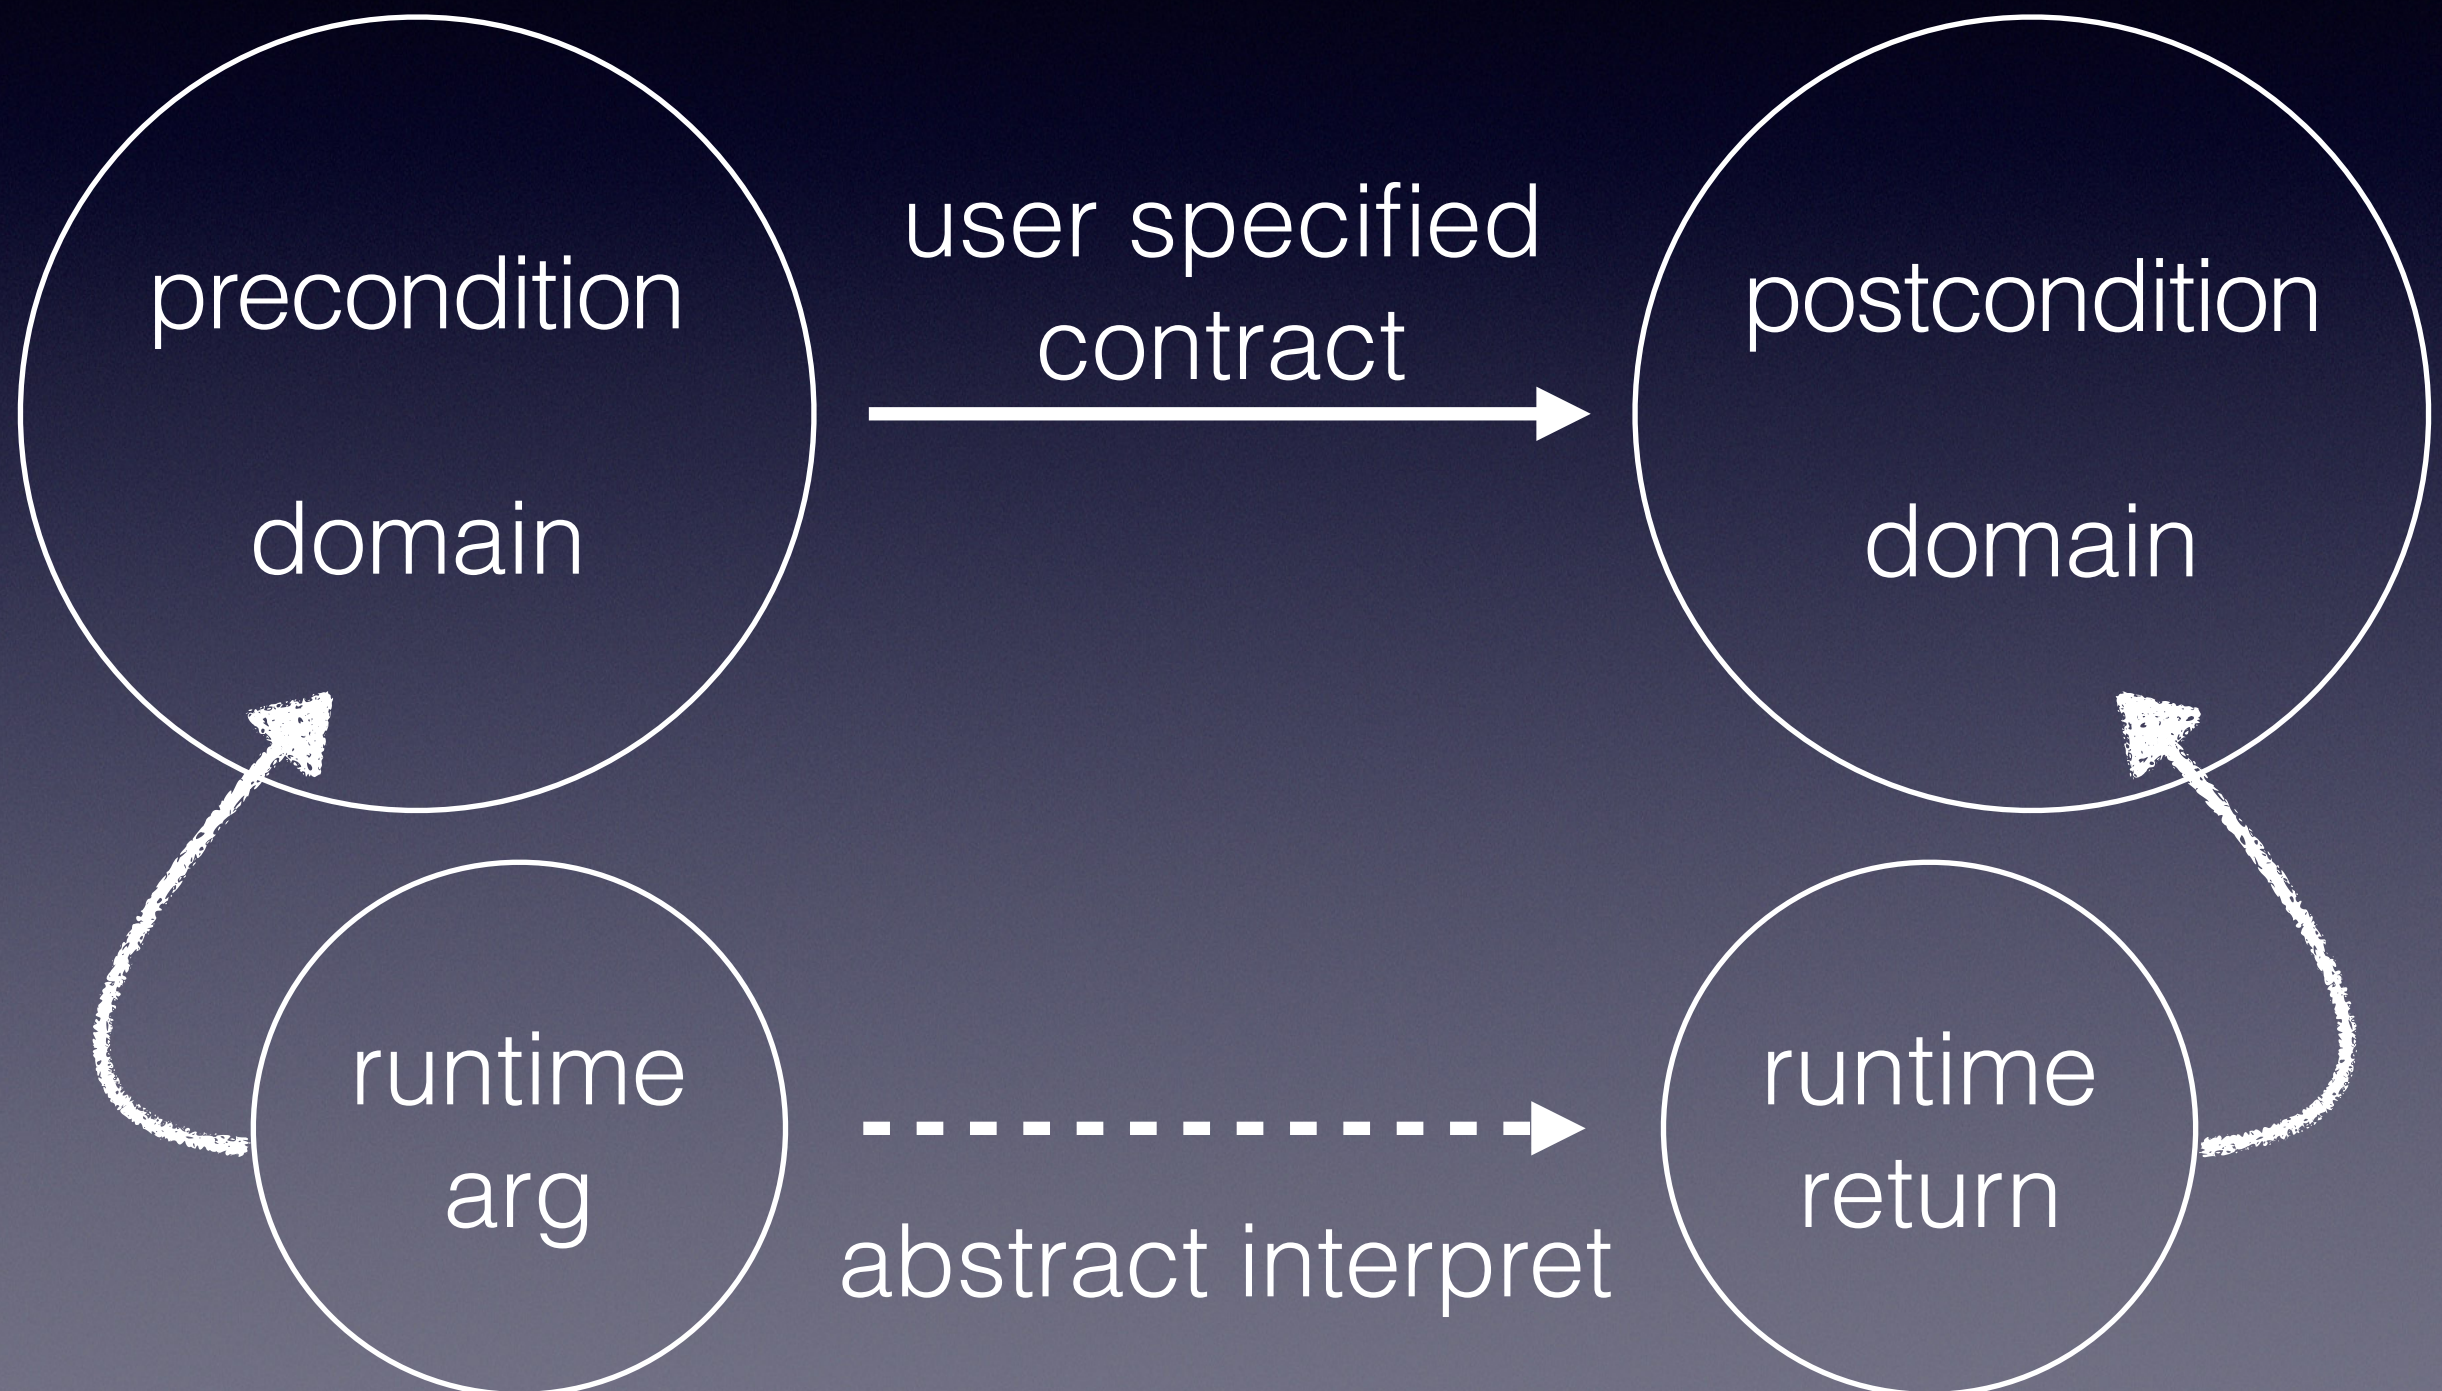 precondition
domain
user specified
contract
postcondition
domain
runtime
arg
abstract interpret
runtime
return